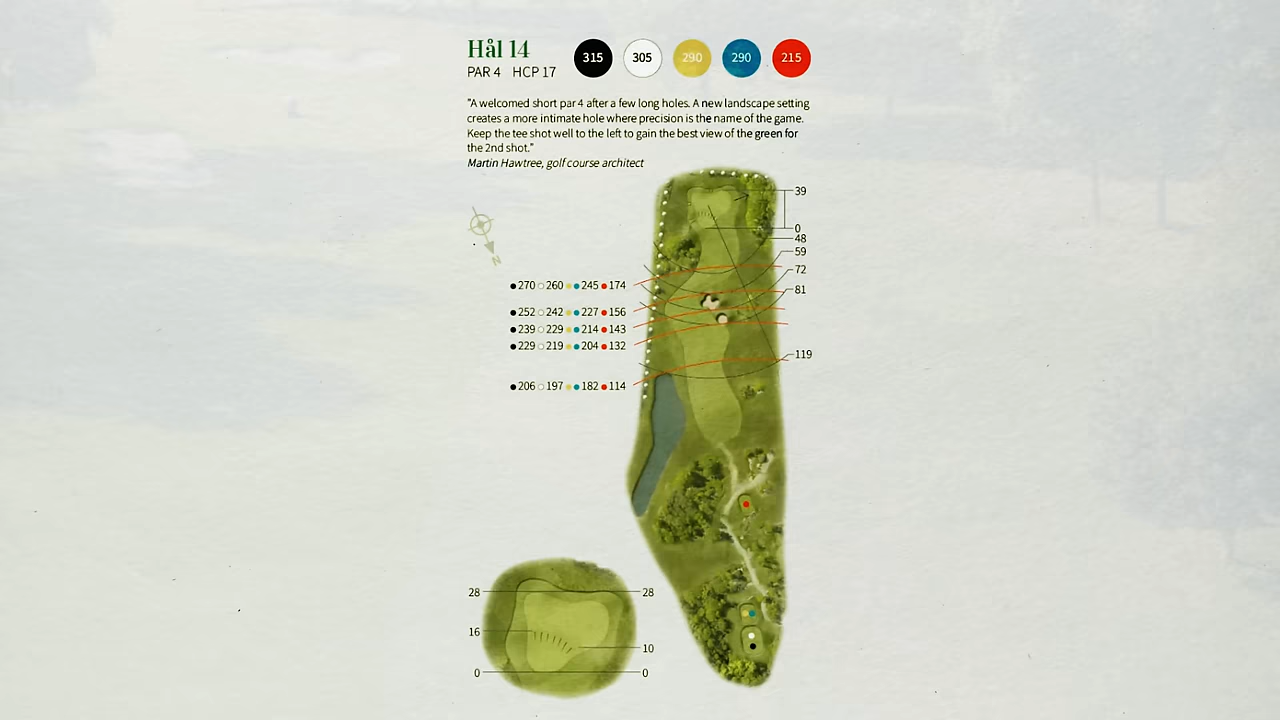 Hål 14
315 305 290 290 215
PAR 4 HCP 17
"A welcomed short par 4 after a few long holes. A new landscape setting
creates a more intimate hole where precision is the name of the game.
Keep the tee shot well to the left to gain the best view of the green for
the 2nd shot."
Martin Hawtree, golf course architect
39
0
48
59
72
81
119
N
270 260 245 174
252 242 227 156
239 229 214 143
229 219 204 132
206 197 182 114
28 28
16
10
0 0